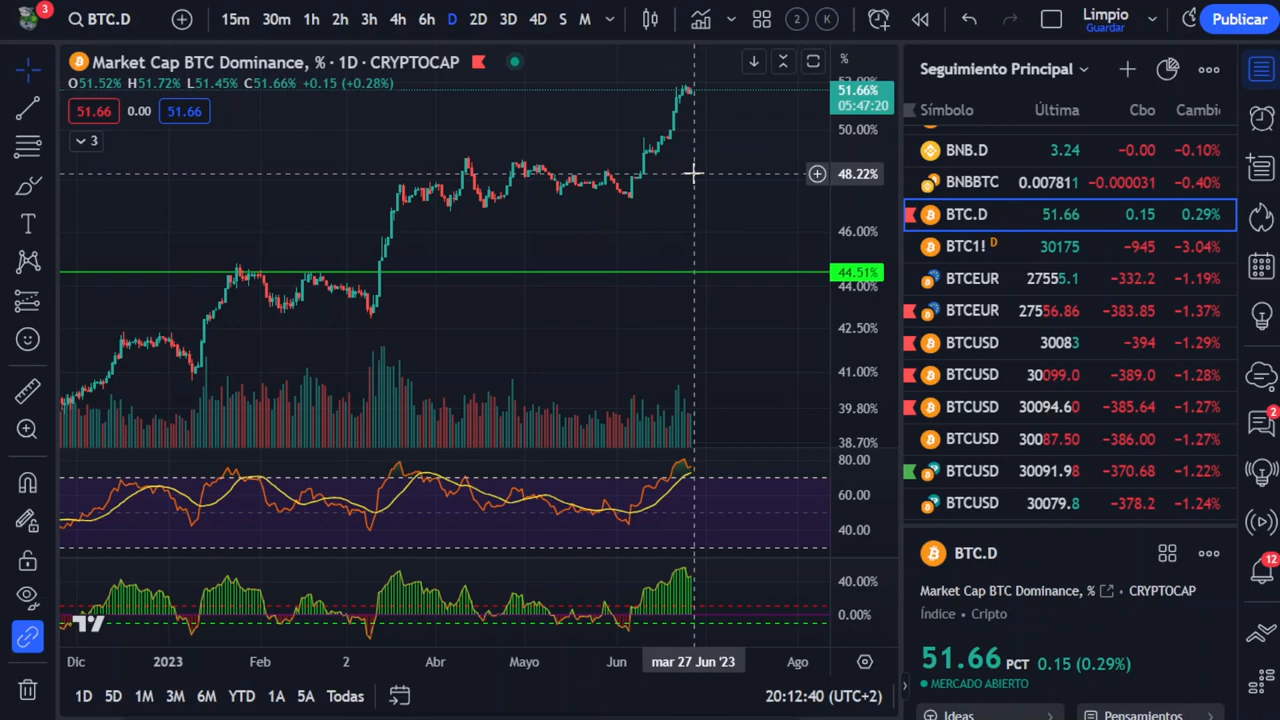 3 BTC.D 15m 30m 1h 2h 3h 4h 6h D 2D 3D 4D S M 2 K Limpio Guardar Publicar
Market Cap BTC Dominance, % · 1D · CRYPTOCAP
O51.52% H51.72% L51.45% C51.66% +0.15 (+0.28%)
51.66 0.00 51.66
3
%
51.66%
05:47:20
50.00%
48.22%
46.00%
44.51%
44.00%
42.50%
41.00%
39.80%
38.70%
80.00
60.00
40.00
40.00%
0.00%
Dic 2023 Feb 2 Abr Mayo Jun mar 27 Jun '23 Ago
1D 5D 1M 3M 6M YTD 1A 5A Todas 20:12:40 (UTC+2)
Seguimiento Principal
Símbolo Última Cbo Cambi
BNB.D 3.24 −0.00 −0.10%
BNBBTC 0.007811 −0.000031 −0.40%
BTC.D 51.66 0.15 0.29%
BTC1! D 30175 −945 −3.04%
BTCEUR 27555.1 −332.2 −1.19%
BTCEUR 27556.86 −383.85 −1.37%
BTCUSD 30083 −394 −1.29%
BTCUSD 30099.0 −389.0 −1.28%
BTCUSD 30094.60 −385.64 −1.27%
BTCUSD 30087.50 −386.00 −1.27%
BTCUSD 30091.98 −370.68 −1.22%
BTCUSD 30079.8 −378.2 −1.24%
BTC.D
Market Cap BTC Dominance, % CRYPTOCAP
Índice • Cripto
51.66 PCT 0.15 (0.29%)
MERCADO ABIERTO
Ideas Pensamientos
2
12